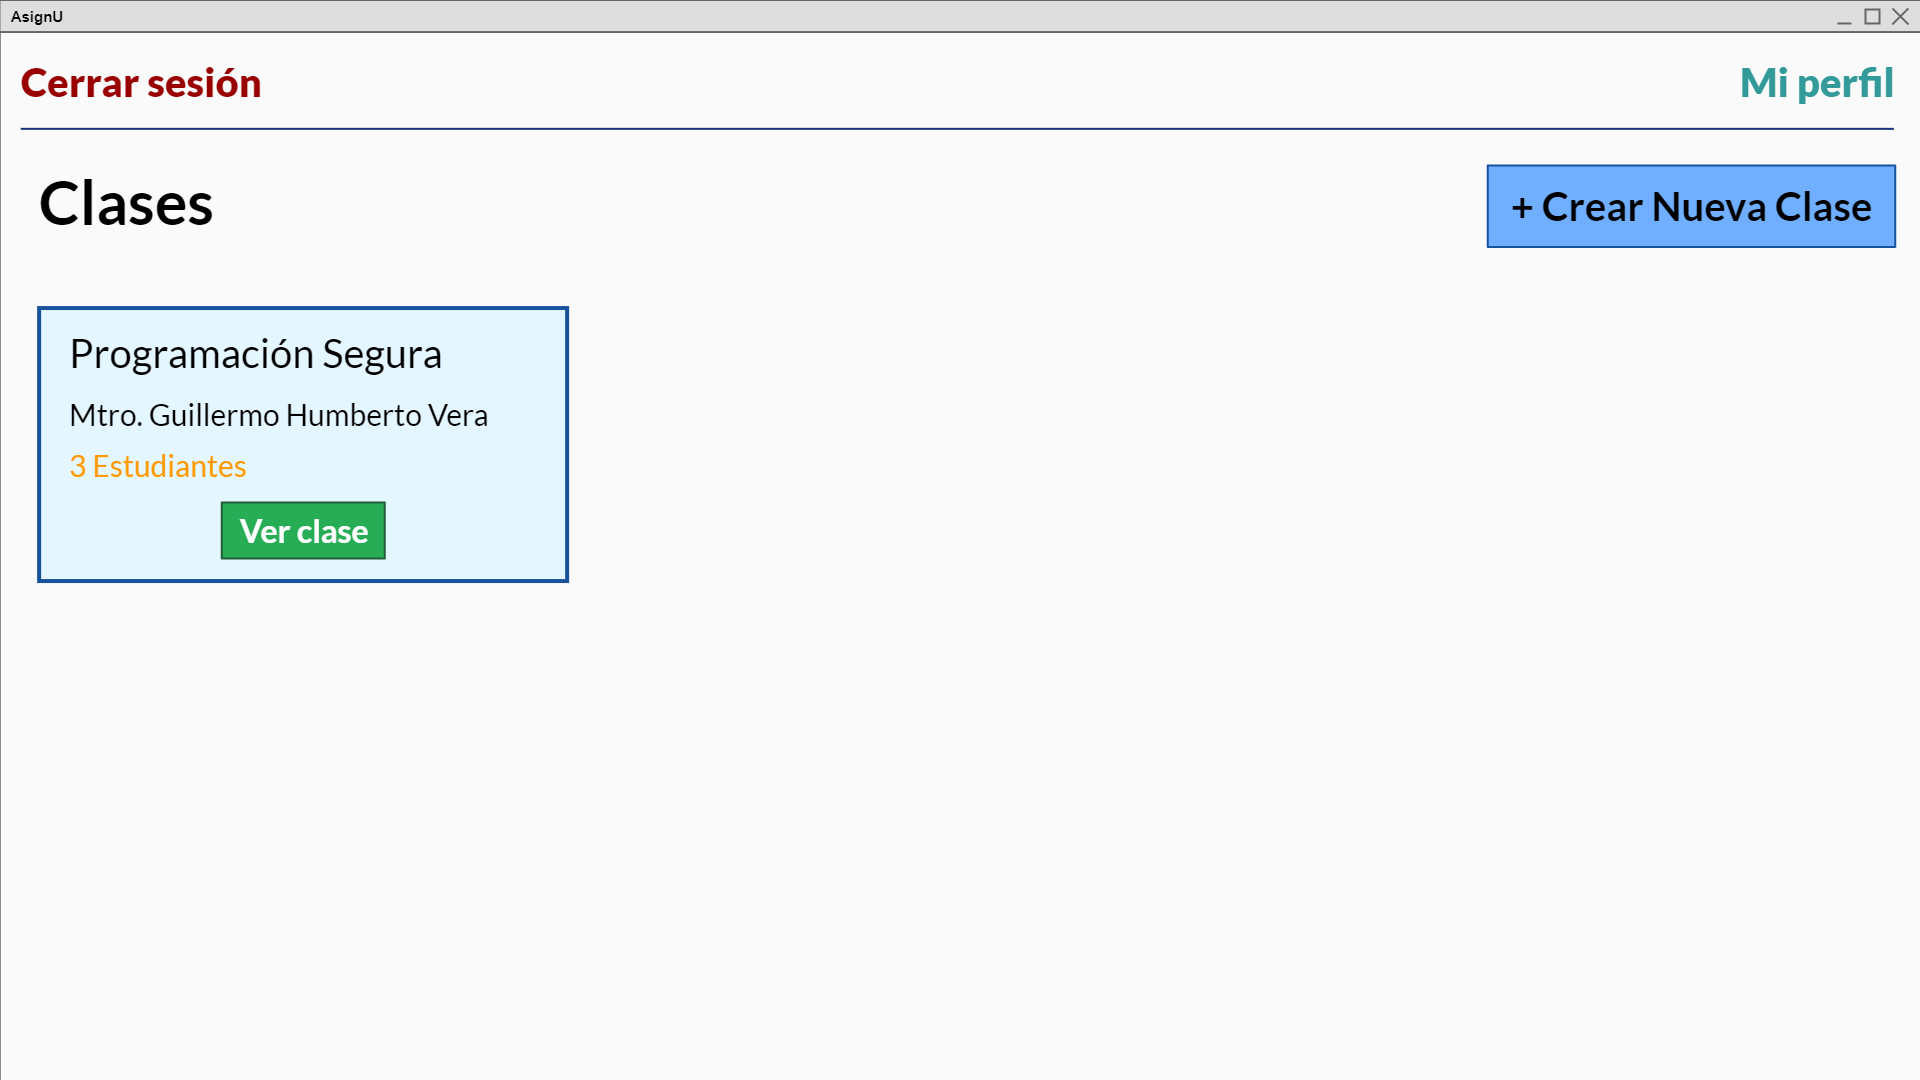 AsignU
Cerrar sesión
Mi perfil
Clases
+ Crear Nueva Clase
Programación Segura
Mtro. Guillermo Humberto Vera
3 Estudiantes
Ver clase